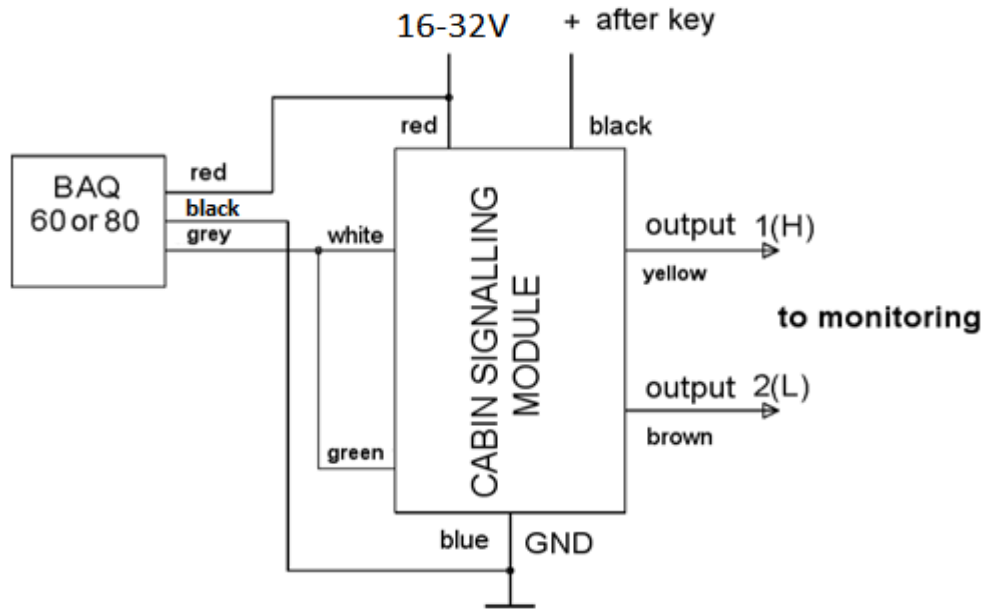 16-32V
+ after key
red
black
BAQ
60 or 80
red
black
grey
white
green
CABIN SIGNALLING
MODULE
output 1(H)
yellow
to monitoring
output 2(L)
brown
blue
GND